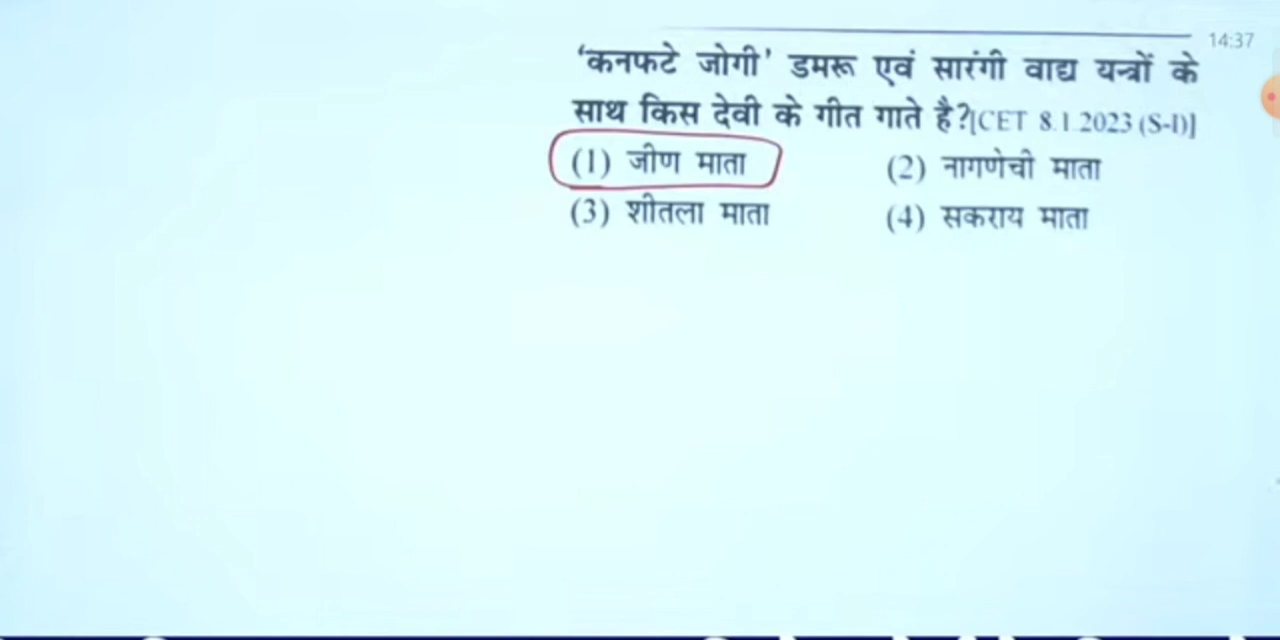 14:37
'कनफटे जोगी' डमरू एवं सारंगी वाद्य यन्त्रों के
साथ किस देवी के गीत गाते है?[CET 8.1.2023 (S-I)]
(1) जीण माता (2) नागणेची माता
(3) शीतला माता (4) सकराय माता